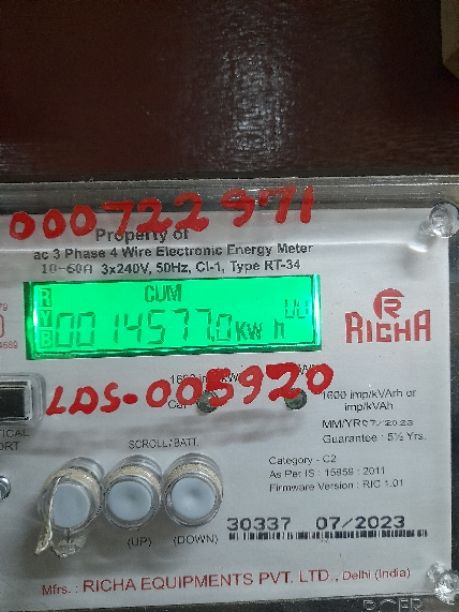 000722971
Property of
ac 3 Phase 4 Wire Electronic Energy Meter
10-60A 3x240V, 50Hz, Cl-1, Type RT-34
R
Y
B
CUM
0014577.0 kWh
R
RICHA
LDS-005920
1600 imp/kVArh or
imp/kVAh
MM/YR07/2023
Guarantee : 5½ Yrs.
SCROLL/BATT.
Category - C2
As Per IS : 15959 : 2011
Firmware Version : RIC 1.01
(UP) (DOWN)
30337 07/2023
Mfrs. : RICHA EQUIPMENTS PVT. LTD., Delhi (India)